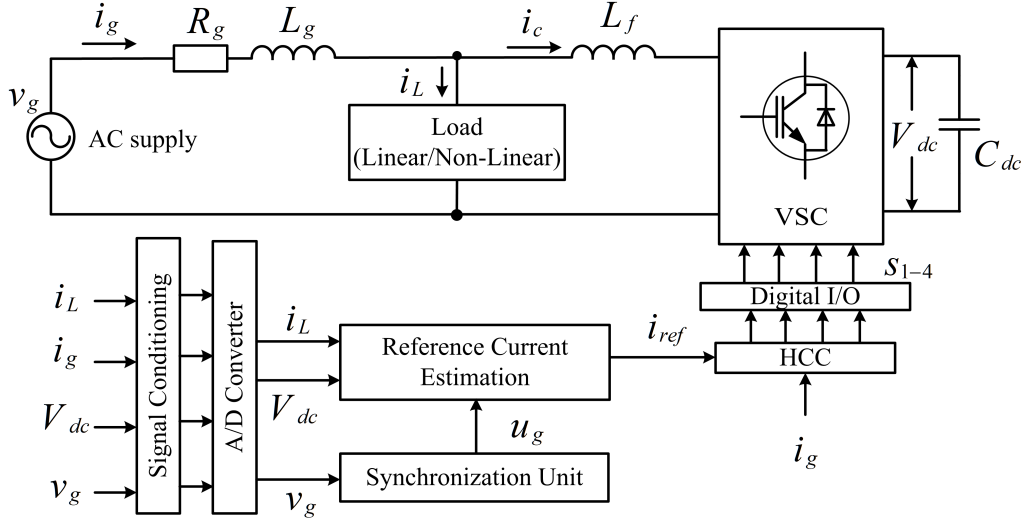 i_g
R_g
L_g
i_c
L_f
i_L
v_g
AC supply
Load
(Linear/Non-Linear)
V_dc
C_dc
VSC
s_1–4
Digital I/O
HCC
i_g
i_ref
i_L
i_g
V_dc
v_g
Signal Conditioning
A/D Converter
i_L
V_dc
v_g
Reference Current
Estimation
u_g
Synchronization Unit